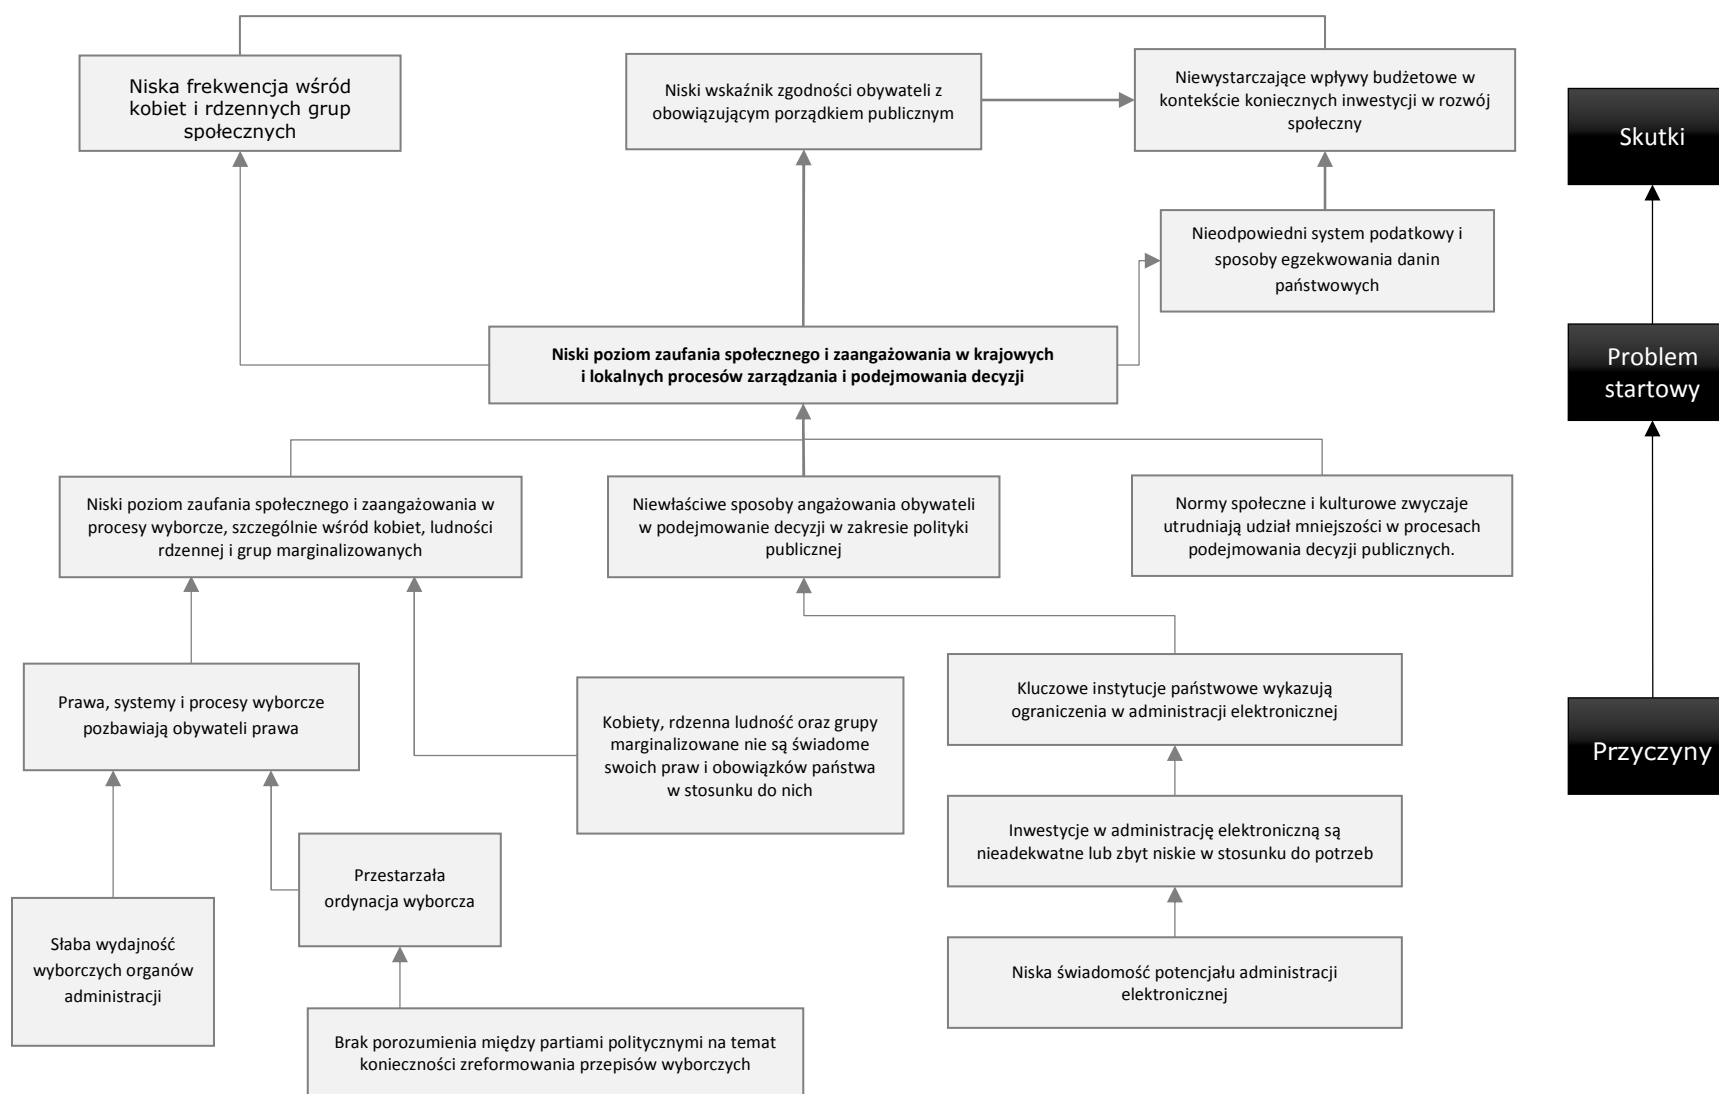 Niska frekwencja wśród
kobiet i rdzennych grup
społecznych
Niski wskaźnik zgodności obywateli z
obowiązującym porządkiem publicznym
Niewystarczające wpływy budżetowe w
kontekście koniecznych inwestycji w rozwój
społeczny
Skutki
Nieodpowiedni system podatkowy i
sposoby egzekwowania danin
państwowych
Niski poziom zaufania społecznego i zaangażowania w krajowych
i lokalnych procesów zarządzania i podejmowania decyzji
Problem
startowy
Niski poziom zaufania społecznego i zaangażowania w
procesy wyborcze, szczególnie wśród kobiet, ludności
rdzennej i grup marginalizowanych
Niewłaściwe sposoby angażowania obywateli
w podejmowanie decyzji w zakresie polityki
publicznej
Normy społeczne i kulturowe zwyczaje
utrudniają udział mniejszości w procesach
podejmowania decyzji publicznych.
Prawa, systemy i procesy wyborcze
pozbawiają obywateli prawa
Kobiety, rdzenna ludność oraz grupy
marginalizowane nie są świadome
swoich praw i obowiązków państwa
w stosunku do nich
Kluczowe instytucje państwowe wykazują
ograniczenia w administracji elektronicznej
Przyczyny
Inwestycje w administrację elektroniczną są
nieadekwatne lub zbyt niskie w stosunku do potrzeb
Przestarzała
ordynacja wyborcza
Słaba wydajność
wyborczych organów
administracji
Niska świadomość potencjału administracji
elektronicznej
Brak porozumienia między partiami politycznymi na temat
konieczności zreformowania przepisów wyborczych